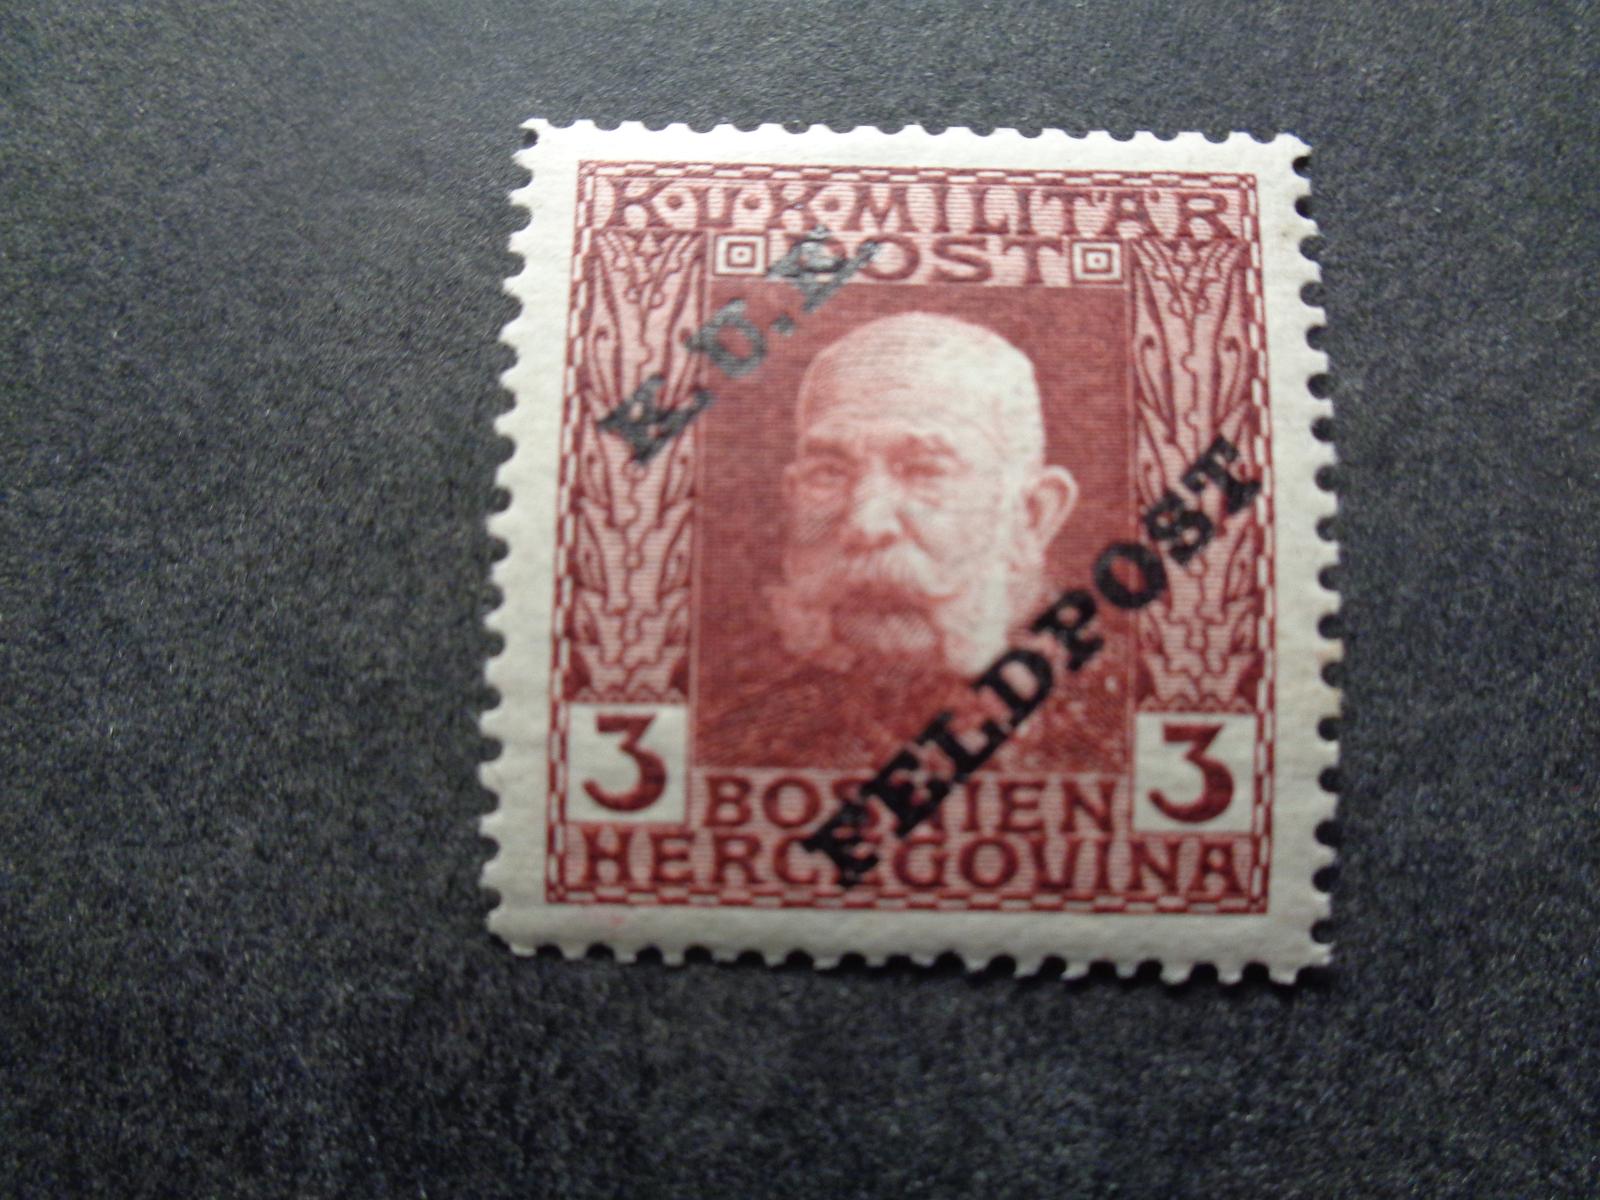 K·U·K·MILITÄR
POST
K.U.K.
FELDPOST
3 3
BOSNIEN
HERCEGOVINA